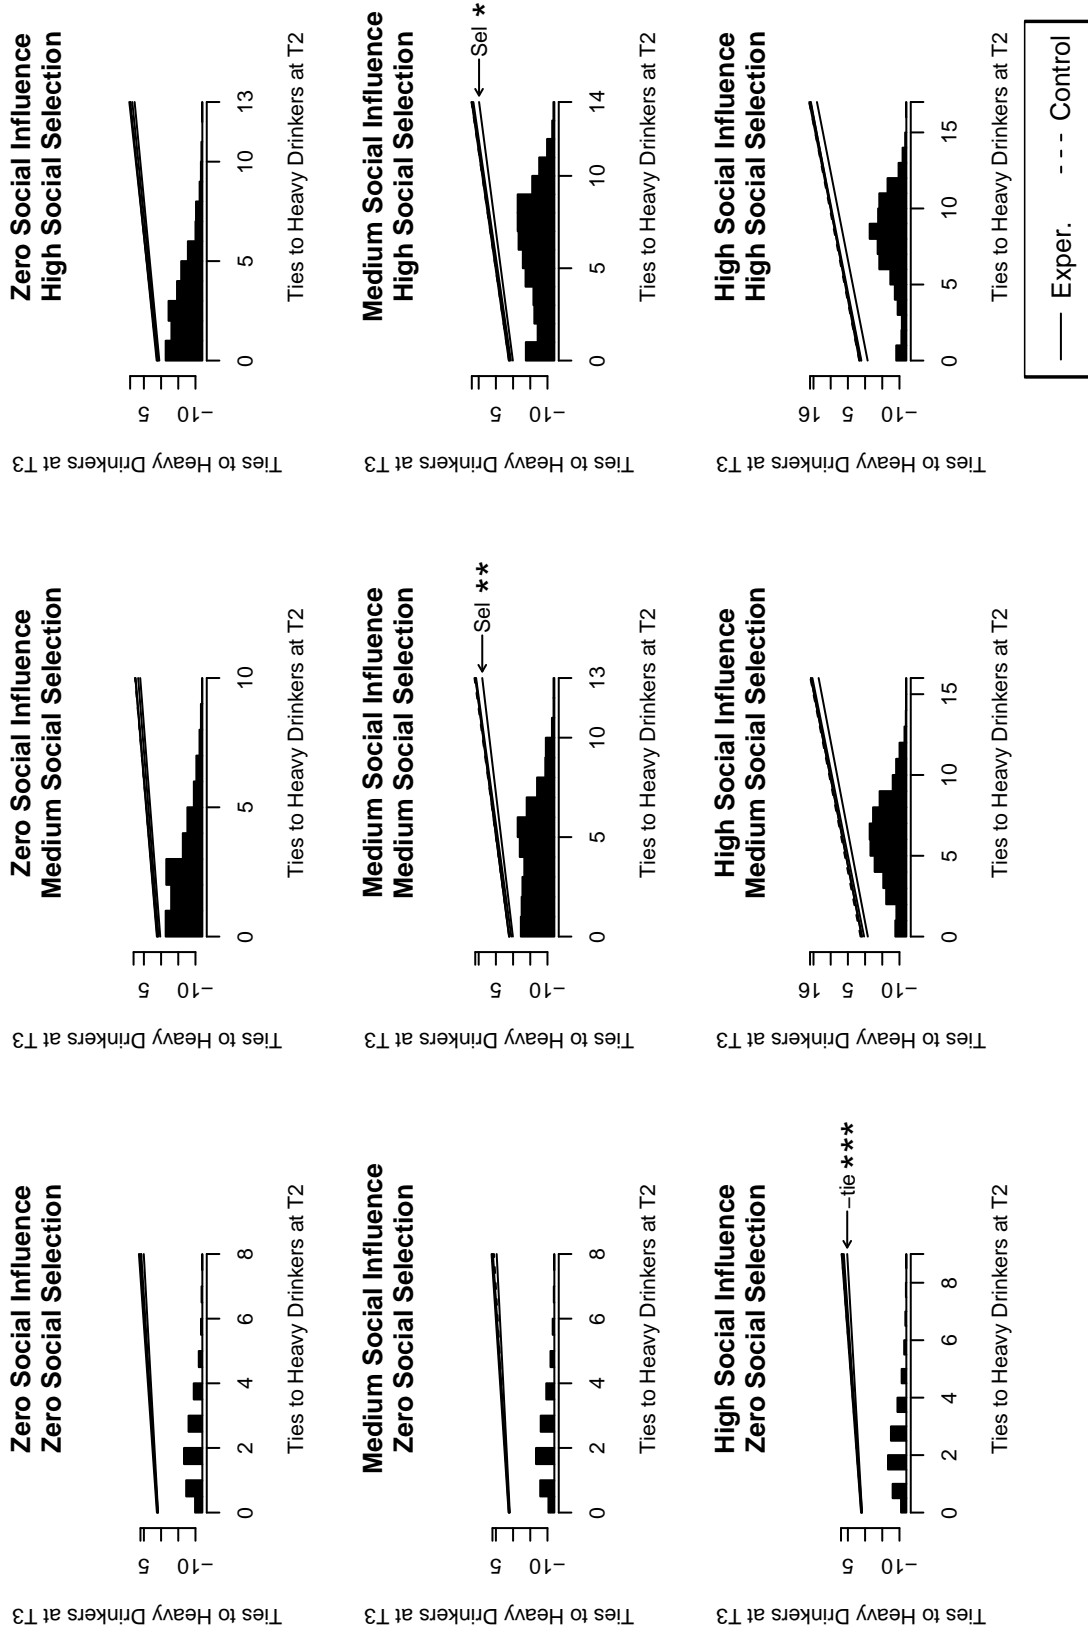 Zero Social Influence
Zero Social Selection
Ties to Heavy Drinkers at T3
−10 5
0 2 4 6 8
Ties to Heavy Drinkers at T2
Zero Social Influence
Medium Social Selection
Ties to Heavy Drinkers at T3
−10 5
0 5 10
Ties to Heavy Drinkers at T2
Zero Social Influence
High Social Selection
Ties to Heavy Drinkers at T3
−10 5
0 5 10 13
Ties to Heavy Drinkers at T2
Medium Social Influence
Zero Social Selection
Ties to Heavy Drinkers at T3
−10 5
0 2 4 6 8
Ties to Heavy Drinkers at T2
Medium Social Influence
Medium Social Selection
Sel **
Ties to Heavy Drinkers at T3
−10 5
0 5 10 13
Ties to Heavy Drinkers at T2
Medium Social Influence
High Social Selection
Sel *
Ties to Heavy Drinkers at T3
−10 5
0 5 10 14
Ties to Heavy Drinkers at T2
High Social Influence
Zero Social Selection
−tie ***
Ties to Heavy Drinkers at T3
−10 5
0 2 4 6 8
Ties to Heavy Drinkers at T2
High Social Influence
Medium Social Selection
Ties to Heavy Drinkers at T3
−10 5 16
0 5 10 15
Ties to Heavy Drinkers at T2
High Social Influence
High Social Selection
Ties to Heavy Drinkers at T3
−10 5 16
0 5 10 15
Ties to Heavy Drinkers at T2
Exper. Control